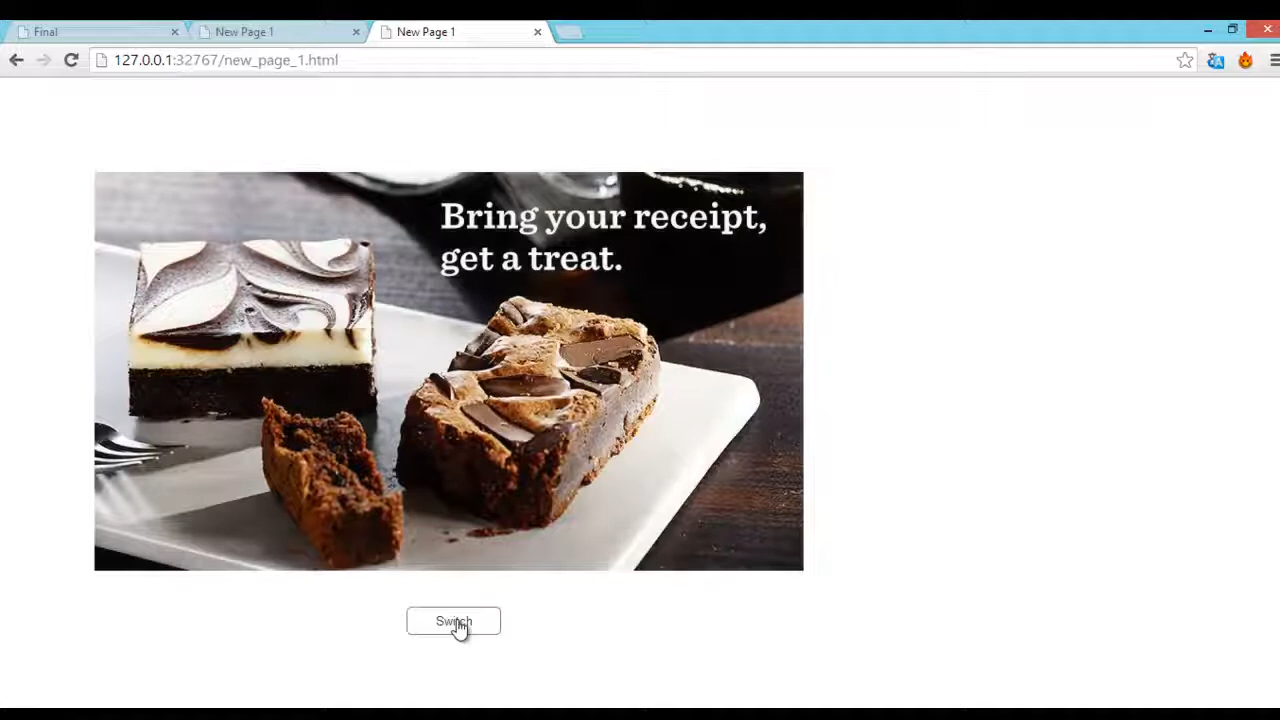 Final
New Page 1
New Page 1
127.0.0.1:32767/new_page_1.html
Bring your receipt,
get a treat.
Switch